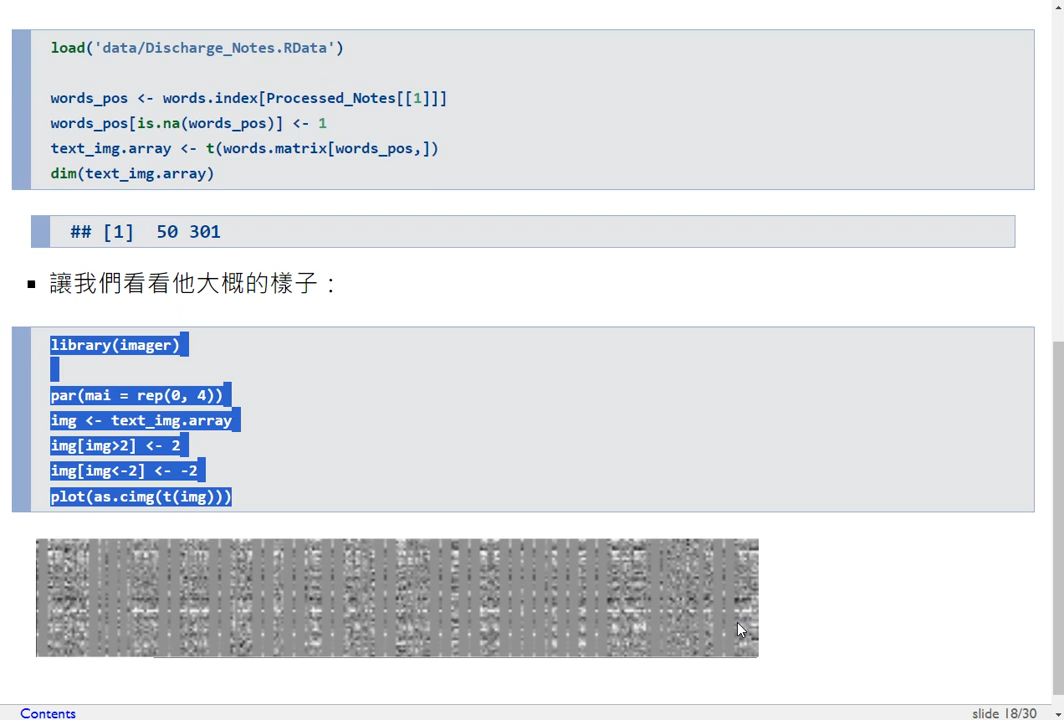 load('data/Discharge_Notes.RData')
words_pos <- words.index[Processed_Notes[[1]]]
words_pos[is.na(words_pos)] <- 1
text_img.array <- t(words.matrix[words_pos,])
dim(text_img.array)
## [1]  50 301
▪ 讓我們看看他大概的樣子：
library(imager)
par(mai = rep(0, 4))
img <- text_img.array
img[img>2] <- 2
img[img<-2] <- -2
plot(as.cimg(t(img)))
Contents
slide 18/30